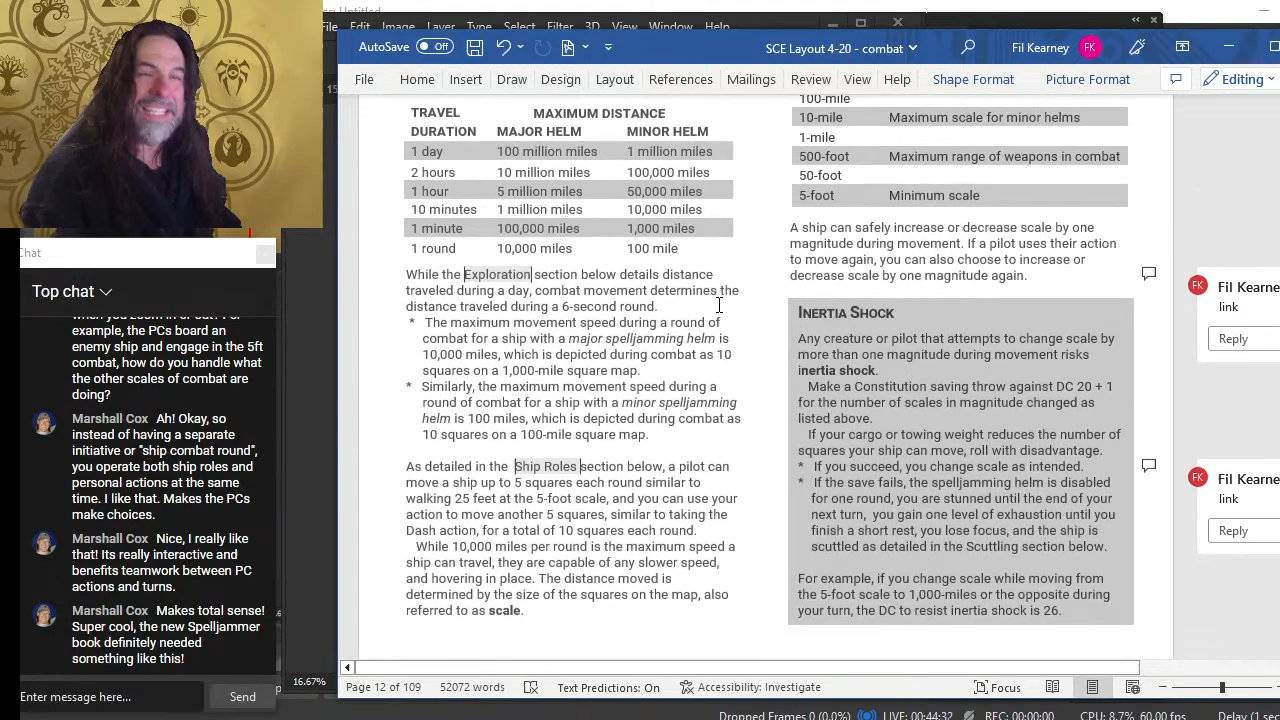 File Edit Image Layer Type Select Filter 3D View Window Help
AutoSave Off
SCE Layout 4-20 - combat
Fil Kearney FK
File Home Insert Draw Design Layout References Mailings Review View Help Shape Format Picture Format
Editing
TRAVEL DURATION
MAXIMUM DISTANCE
MAJOR HELM MINOR HELM
1 day 100 million miles 1 million miles
2 hours 10 million miles 100,000 miles
1 hour 5 million miles 50,000 miles
10 minutes 1 million miles 10,000 miles
1 minute 100,000 miles 1,000 miles
1 round 10,000 miles 100 mile
While the Exploration section below details distance
traveled during a day, combat movement determines the
distance traveled during a 6-second round.
* The maximum movement speed during a round of
combat for a ship with a major spelljamming helm is
10,000 miles, which is depicted during combat as 10
squares on a 1,000-mile square map.
* Similarly, the maximum movement speed during a
round of combat for a ship with a minor spelljamming
helm is 100 miles, which is depicted during combat as
10 squares on a 100-mile square map.
As detailed in the Ship Roles section below, a pilot can
move a ship up to 5 squares each round similar to
walking 25 feet at the 5-foot scale, and you can use your
action to move another 5 squares, similar to taking the
Dash action, for a total of 10 squares each round.
While 10,000 miles per round is the maximum speed a
ship can travel, they are capable of any slower speed,
and hovering in place. The distance moved is
determined by the size of the squares on the map, also
referred to as scale.
100-mile
10-mile Maximum scale for minor helms
1-mile
500-foot Maximum range of weapons in combat
50-foot
5-foot Minimum scale
A ship can safely increase or decrease scale by one
magnitude during movement. If a pilot uses their action
to move again, you can also choose to increase or
decrease scale by one magnitude again.
INERTIA SHOCK
Any creature or pilot that attempts to change scale by
more than one magnitude during movement risks
inertia shock.
Make a Constitution saving throw against DC 20 + 1
for the number of scales in magnitude changed as
listed above.
If your cargo or towing weight reduces the number of
squares your ship can move, roll with disadvantage.
* If you succeed, you change scale as intended.
* If the save fails, the spelljamming helm is disabled
for one round, you are stunned until the end of your
next turn, you gain one level of exhaustion until you
finish a short rest, you lose focus, and the ship is
scuttled as detailed in the Scuttling section below.
For example, if you change scale while moving from
the 5-foot scale to 1,000-miles or the opposite during
your turn, the DC to resist inertia shock is 26.
FK Fil Kearney
link
Reply
FK Fil Kearney
link
Reply
Chat
Top chat
when you zoom in or out? For
example, the PCs board an
enemy ship and engage in the 5ft
combat, how do you handle what
the other scales of combat are
doing?
Marshall Cox Ah! Okay, so
instead of having a separate
initiative or "ship combat round",
you operate both ship roles and
personal actions at the same
time. I like that. Makes the PCs
make choices.
Marshall Cox Nice, I really like
that! Its really interactive and
benefits teamwork between PC
actions and turns.
Marshall Cox Makes total sense!
Super cool, the new Spelljammer
book definitely needed
something like this!
Enter message here... Send
16.67%
Page 12 of 109 52072 words Text Predictions: On Accessibility: Investigate Focus
Dropped Frames 0 (0.0%) LIVE: 00:44:32 REC: 00:00:00 CPU: 8.7%, 60.00 fps Delay (1 sec